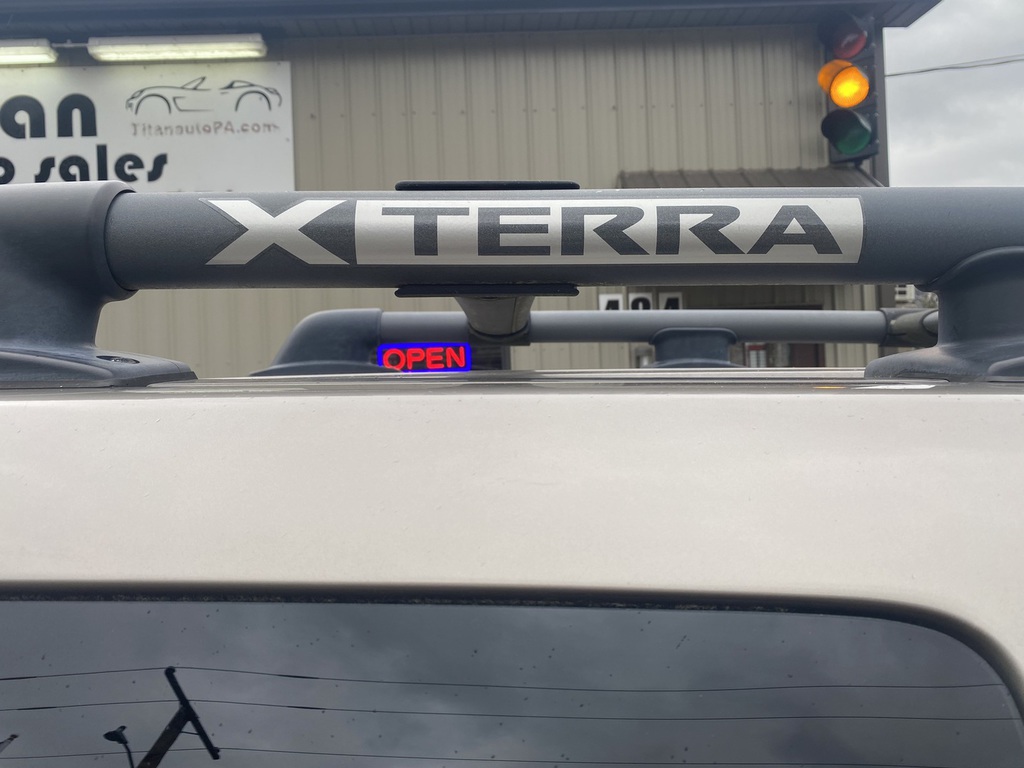 an
TitanautoPA.com
o sales
XTERRA
OPEN